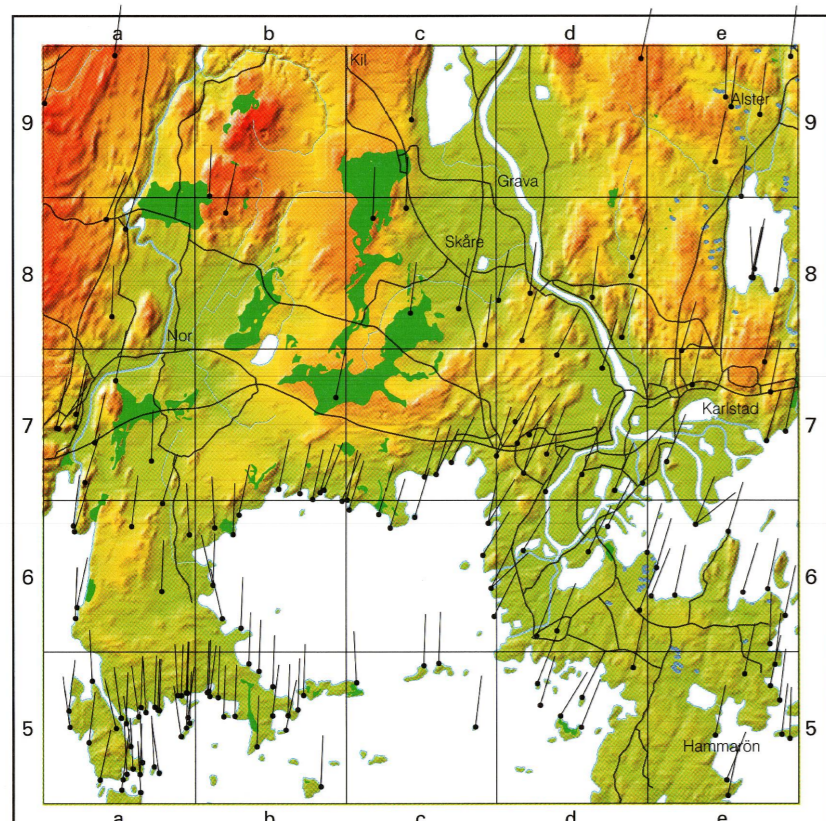 a b c d e
Kil
Alster
9 9
Grava
Skåre
8 8
Nor
7 7
Karlstad
6 6
5 5
Hammarön
a b c d e